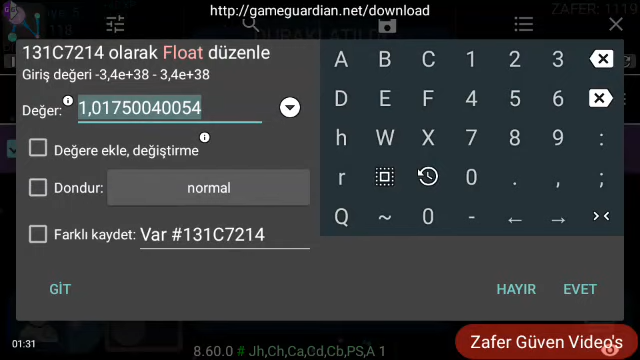 http://gameguardian.net/download
ZAFER: 1119
116
131C7214 olarak Float düzenle
Giriş değeri -3,4e+38 - 3,4e+38
Değer: 1,01750040054
Değere ekle, değiştirme
Dondur: normal
Farklı kaydet: Var #131C7214
GİT HAYIR EVET
A B C 1 2 3
D E F 4 5 6
h W X 7 8 9 :
r 0 . , ;
Q ~ 0 - ← → ><
01:31
Zafer Güven Video's
8.60.0 # Jh,Ch,Ca,Cd,Cb,PS,A 1